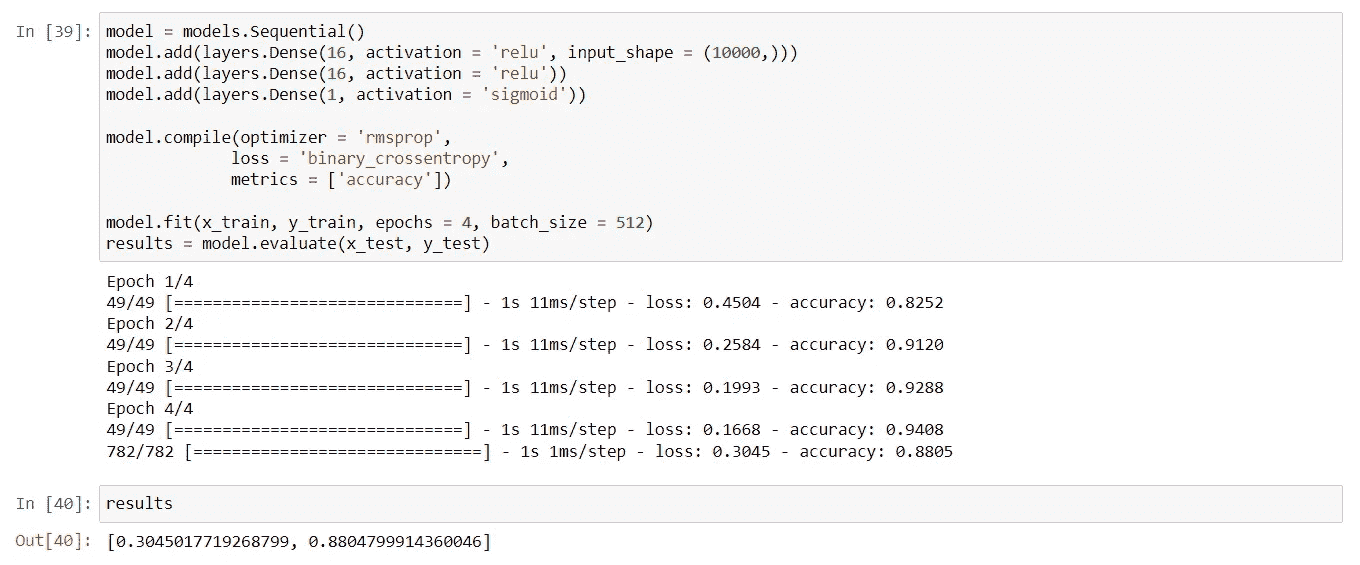 In [39]: model = models.Sequential()
model.add(layers.Dense(16, activation = 'relu', input_shape = (10000,)))
model.add(layers.Dense(16, activation = 'relu'))
model.add(layers.Dense(1, activation = 'sigmoid'))
model.compile(optimizer = 'rmsprop',
loss = 'binary_crossentropy',
metrics = ['accuracy'])
model.fit(x_train, y_train, epochs = 4, batch_size = 512)
results = model.evaluate(x_test, y_test)
Epoch 1/4
49/49 [==============================] - 1s 11ms/step - loss: 0.4504 - accuracy: 0.8252
Epoch 2/4
49/49 [==============================] - 1s 11ms/step - loss: 0.2584 - accuracy: 0.9120
Epoch 3/4
49/49 [==============================] - 1s 11ms/step - loss: 0.1993 - accuracy: 0.9288
Epoch 4/4
49/49 [==============================] - 1s 11ms/step - loss: 0.1668 - accuracy: 0.9408
782/782 [==============================] - 1s 1ms/step - loss: 0.3045 - accuracy: 0.8805
In [40]: results
Out[40]: [0.3045017719268799, 0.8804799914360046]